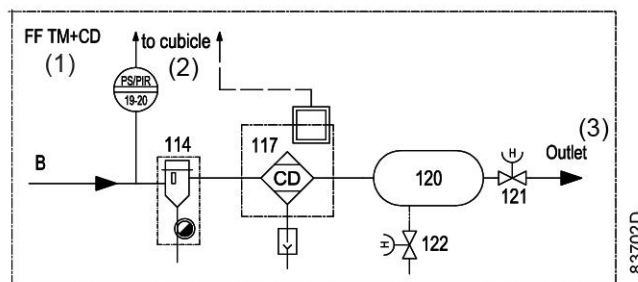 FF TM+CD
(1)
to cubicle
(2)
PS/PIR
19-20
(3)
Outlet
B
114
117
CD
120
H
121
H
122
83702D